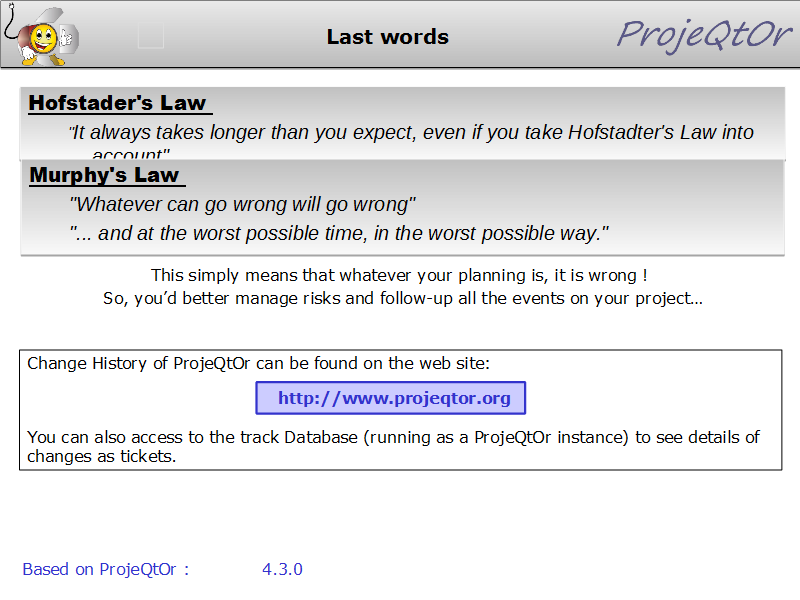 Last words
ProjeQtOr
Hofstader's Law
"It always takes longer than you expect, even if you take Hofstadter's Law into
account"
Murphy's Law
"Whatever can go wrong will go wrong"
"... and at the worst possible time, in the worst possible way."
This simply means that whatever your planning is, it is wrong !
So, you’d better manage risks and follow-up all the events on your project…
Change History of ProjeQtOr can be found on the web site:
http://www.projeqtor.org
You can also access to the track Database (running as a ProjeQtOr instance) to see details of
changes as tickets.
Based on ProjeQtOr : 4.3.0